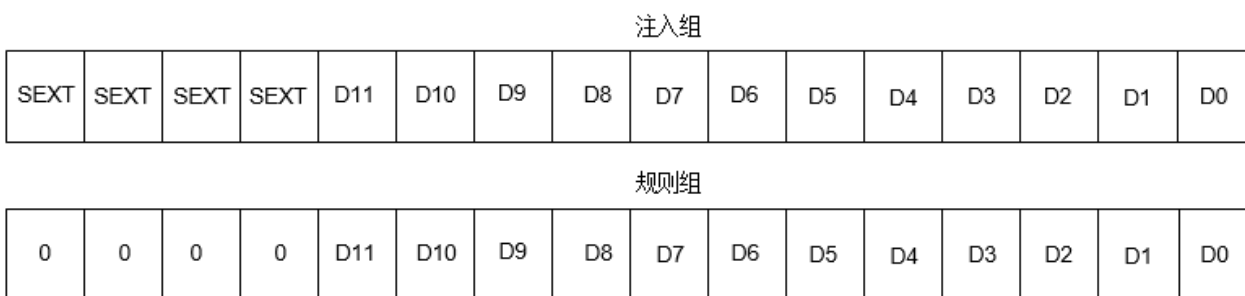 注入组
SEXT SEXT SEXT SEXT D11 D10 D9 D8 D7 D6 D5 D4 D3 D2 D1 D0
规则组
0 0 0 0 D11 D10 D9 D8 D7 D6 D5 D4 D3 D2 D1 D0